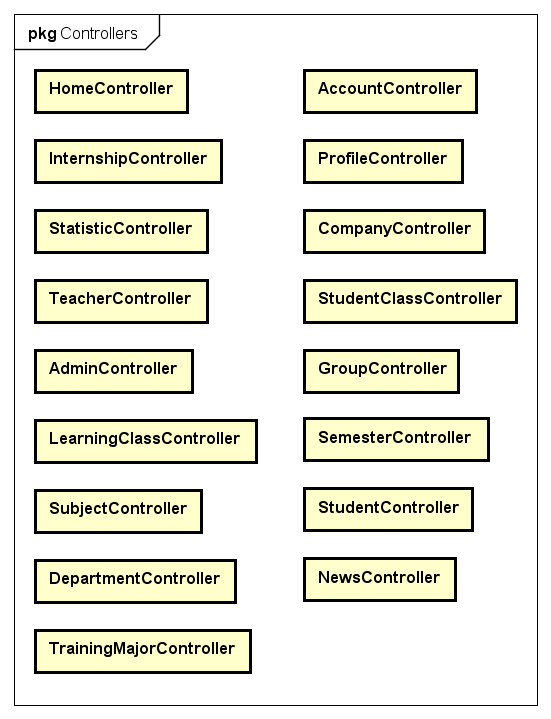 pkg Controllers
HomeController
AccountController
InternshipController
ProfileController
StatisticController
CompanyController
TeacherController
StudentClassController
AdminController
GroupController
LearningClassController
SemesterController
SubjectController
StudentController
DepartmentController
NewsController
TrainingMajorController